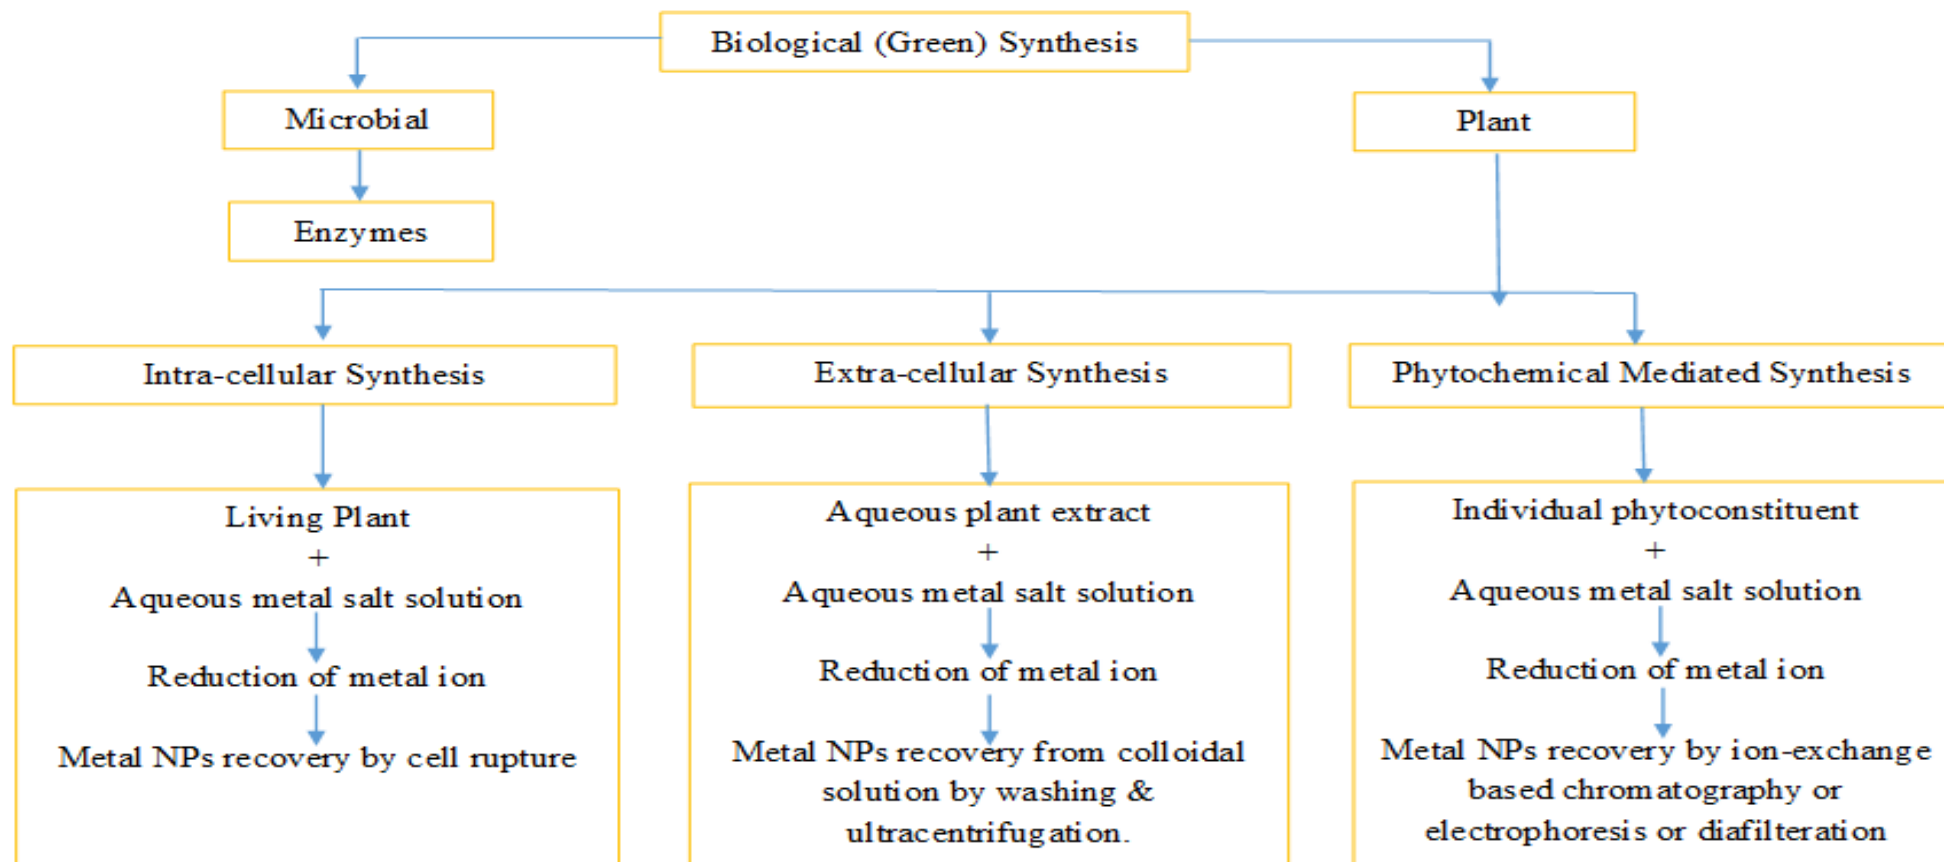 Biological (Green) Synthesis
Microbial
Plant
Enzymes
Intra-cellular Synthesis
Extra-cellular Synthesis
Phytochemical Mediated Synthesis
Living Plant
+
Aqueous metal salt solution
Reduction of metal ion
Metal NPs recovery by cell rupture
Aqueous plant extract
+
Aqueous metal salt solution
Reduction of metal ion
Metal NPs recovery from colloidal
solution by washing &
ultracentrifugation.
Individual phytoconstituent
+
Aqueous metal salt solution
Reduction of metal ion
Metal NPs recovery by ion-exchange
based chromatography or
electrophoresis or diafilteration